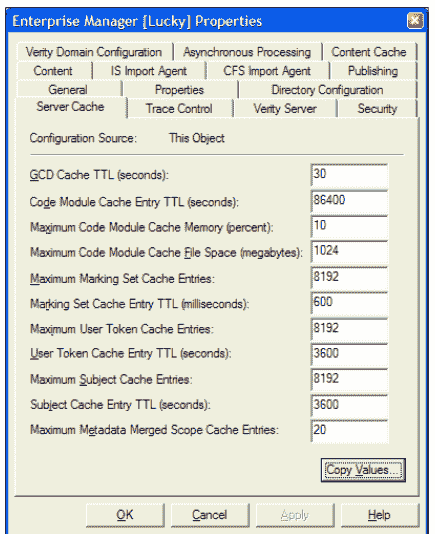 Enterprise Manager [Lucky] Properties
Verity Domain Configuration Asynchronous Processing Content Cache
Content IS Import Agent CFS Import Agent Publishing
General Properties Directory Configuration
Server Cache Trace Control Verity Server Security
Configuration Source: This Object
GCD Cache TTL (seconds): 30
Code Module Cache Entry TTL (seconds): 86400
Maximum Code Module Cache Memory (percent): 10
Maximum Code Module Cache File Space (megabytes): 1024
Maximum Marking Set Cache Entries: 8192
Marking Set Cache Entry TTL (milliseconds): 600
Maximum User Token Cache Entries: 8192
User Token Cache Entry TTL (seconds): 3600
Maximum Subject Cache Entries: 8192
Subject Cache Entry TTL (seconds): 3600
Maximum Metadata Merged Scope Cache Entries: 20
Copy Values...
OK Cancel Apply Help